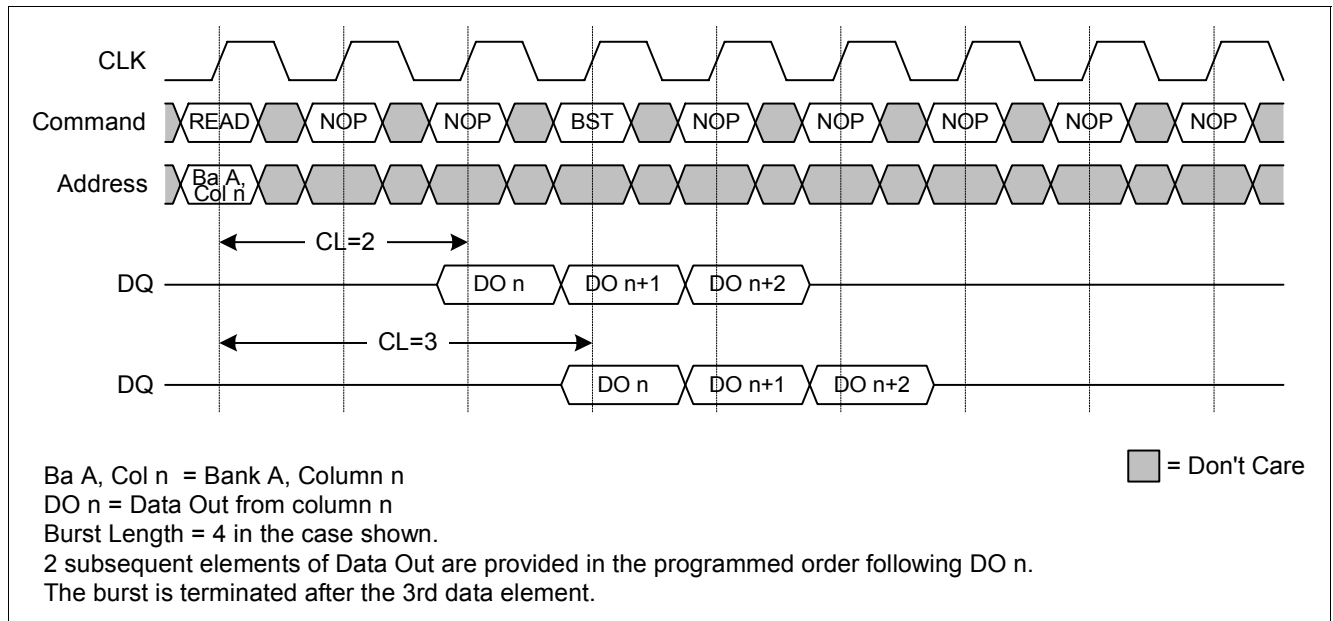 CLK
Command READ NOP NOP BST NOP NOP NOP NOP NOP
Address Ba A,
Col n
CL=2
DQ DO n DO n+1 DO n+2
CL=3
DQ DO n DO n+1 DO n+2
= Don't Care
Ba A, Col n = Bank A, Column n
DO n = Data Out from column n
Burst Length = 4 in the case shown.
2 subsequent elements of Data Out are provided in the programmed order following DO n.
The burst is terminated after the 3rd data element.